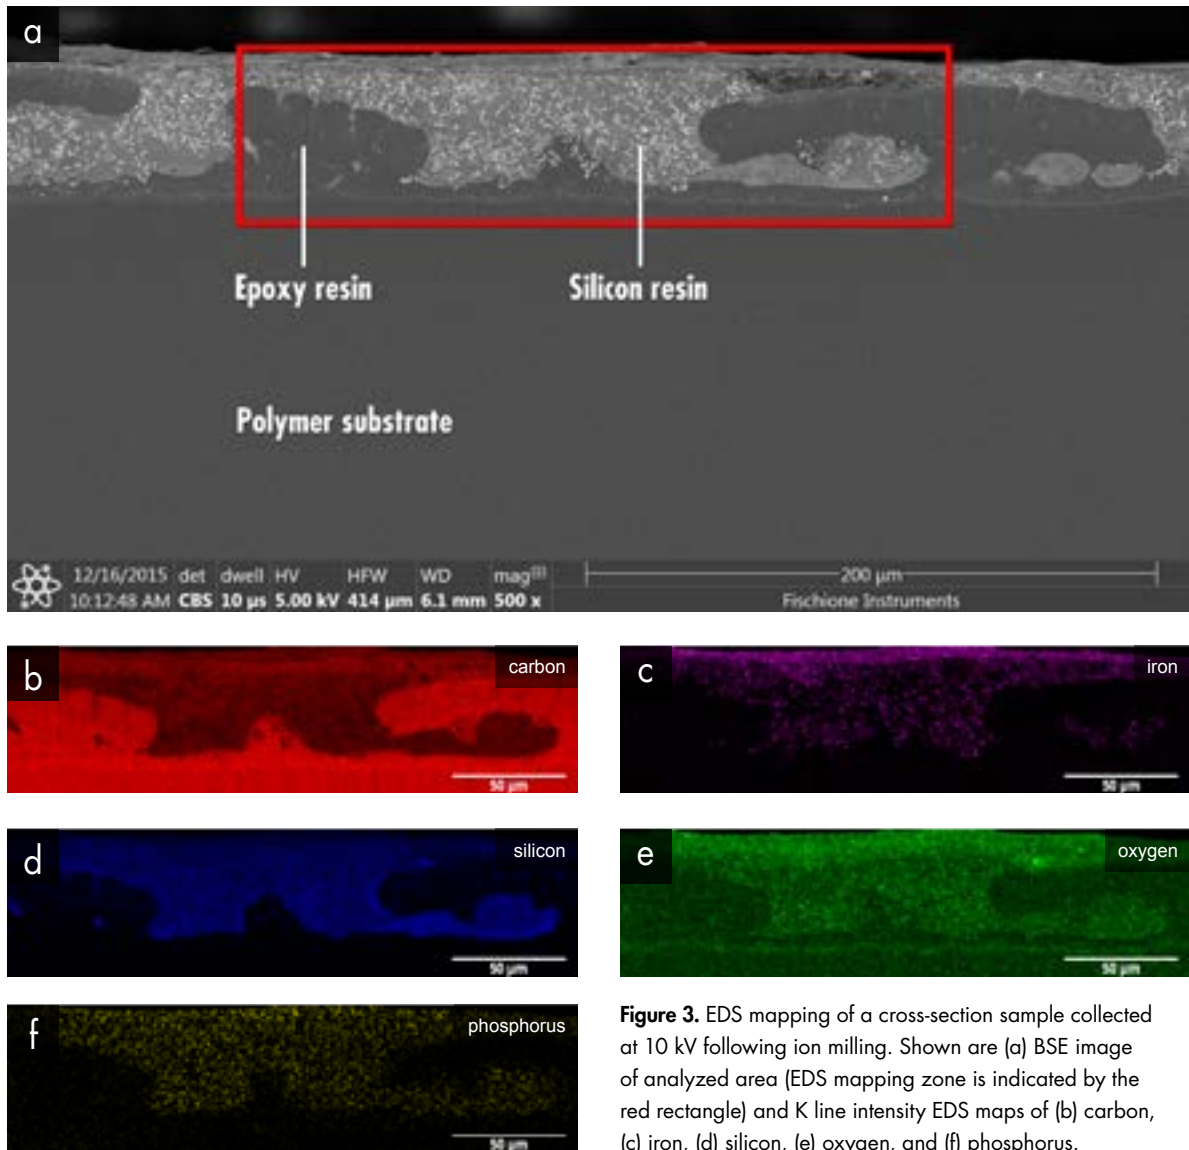 a
Epoxy resin
Silicon resin
Polymer substrate
12/16/2015 det dwell HV HFW WD mag 200 µm
10:12:48 AM CBS 10 µs 5.00 kV 414 µm 6.1 mm 500 x Fischione Instruments
b carbon
50 µm
c iron
50 µm
d silicon
50 µm
e oxygen
50 µm
f phosphorus
50 µm
Figure 3. EDS mapping of a cross-section sample collected
at 10 kV following ion milling. Shown are (a) BSE image
of analyzed area (EDS mapping zone is indicated by the
red rectangle) and K line intensity EDS maps of (b) carbon,
(c) iron, (d) silicon, (e) oxygen, and (f) phosphorus.